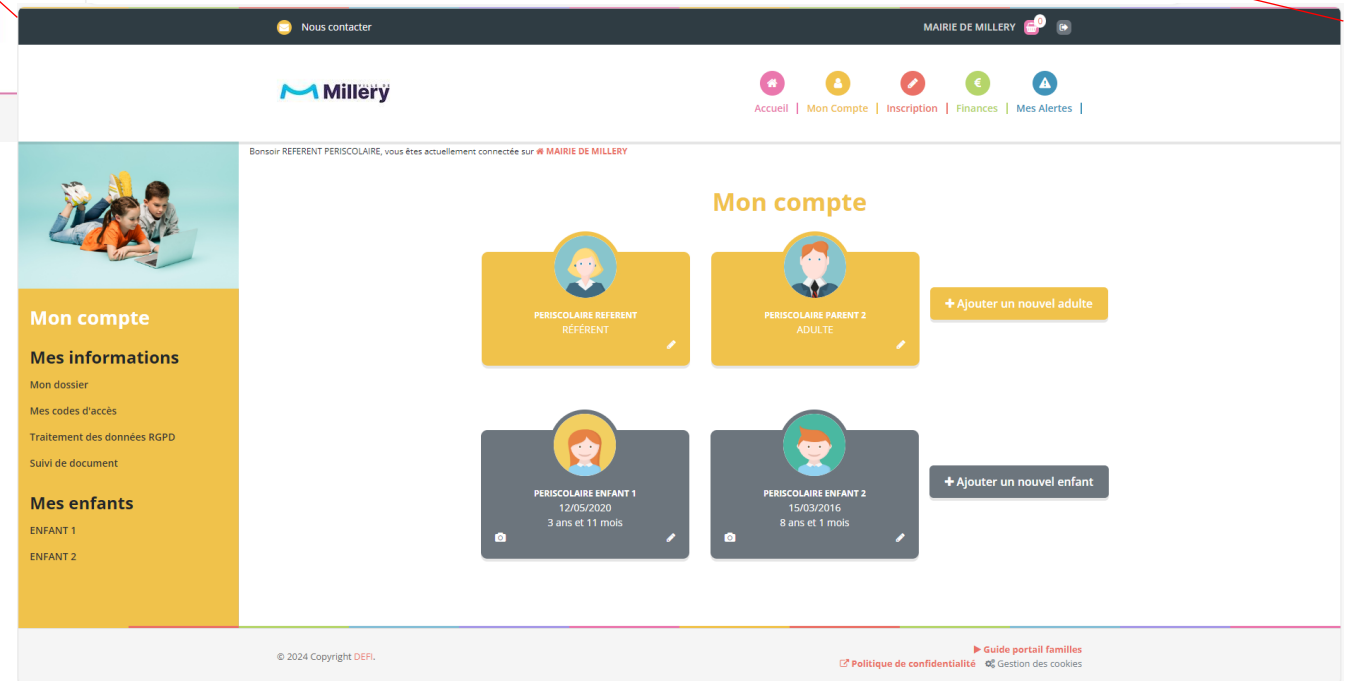 Nous contacter
MAIRIE DE MILLERY 0
VILLE DE
Millery
Accueil | Mon Compte | Inscription | Finances | Mes Alertes |
Bonsoir REFERENT PERISCOLAIRE, vous êtes actuellement connectée sur MAIRIE DE MILLERY
Mon compte
Mes informations
Mon dossier
Mes codes d'accès
Traitement des données RGPD
Suivi de document
Mes enfants
ENFANT 1
ENFANT 2
Mon compte
PERISCOLAIRE REFERENT
RÉFÉRENT
PERISCOLAIRE PARENT 2
ADULTE
+ Ajouter un nouvel adulte
PERISCOLAIRE ENFANT 1
12/05/2020
3 ans et 11 mois
PERISCOLAIRE ENFANT 2
15/03/2016
8 ans et 1 mois
+ Ajouter un nouvel enfant
© 2024 Copyright DEFI.
Guide portail familles
Politique de confidentialité Gestion des cookies